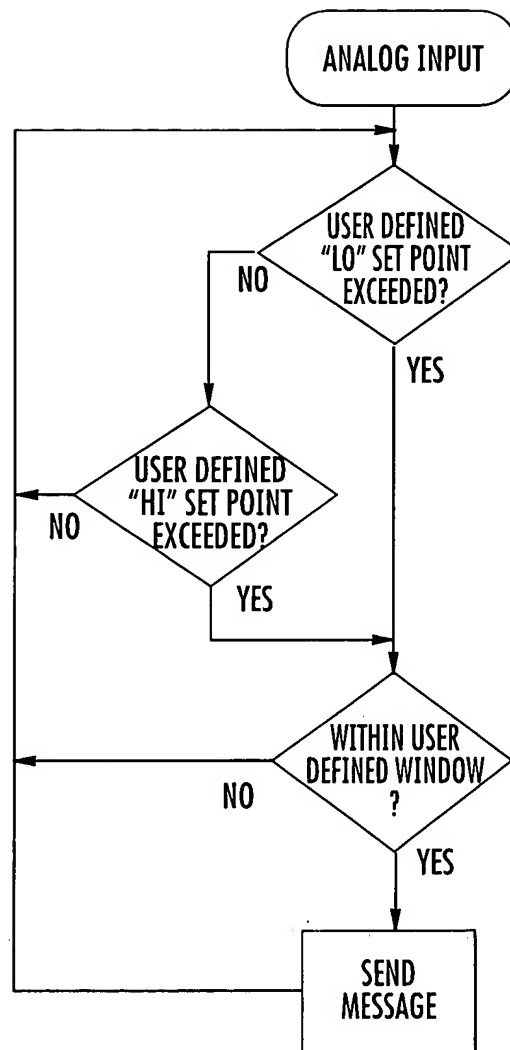 ANALOG INPUT
USER DEFINED
"LO" SET POINT
EXCEEDED?
NO
YES
USER DEFINED
"HI" SET POINT
EXCEEDED?
NO
YES
WITHIN USER
DEFINED WINDOW
?
NO
YES
SEND
MESSAGE